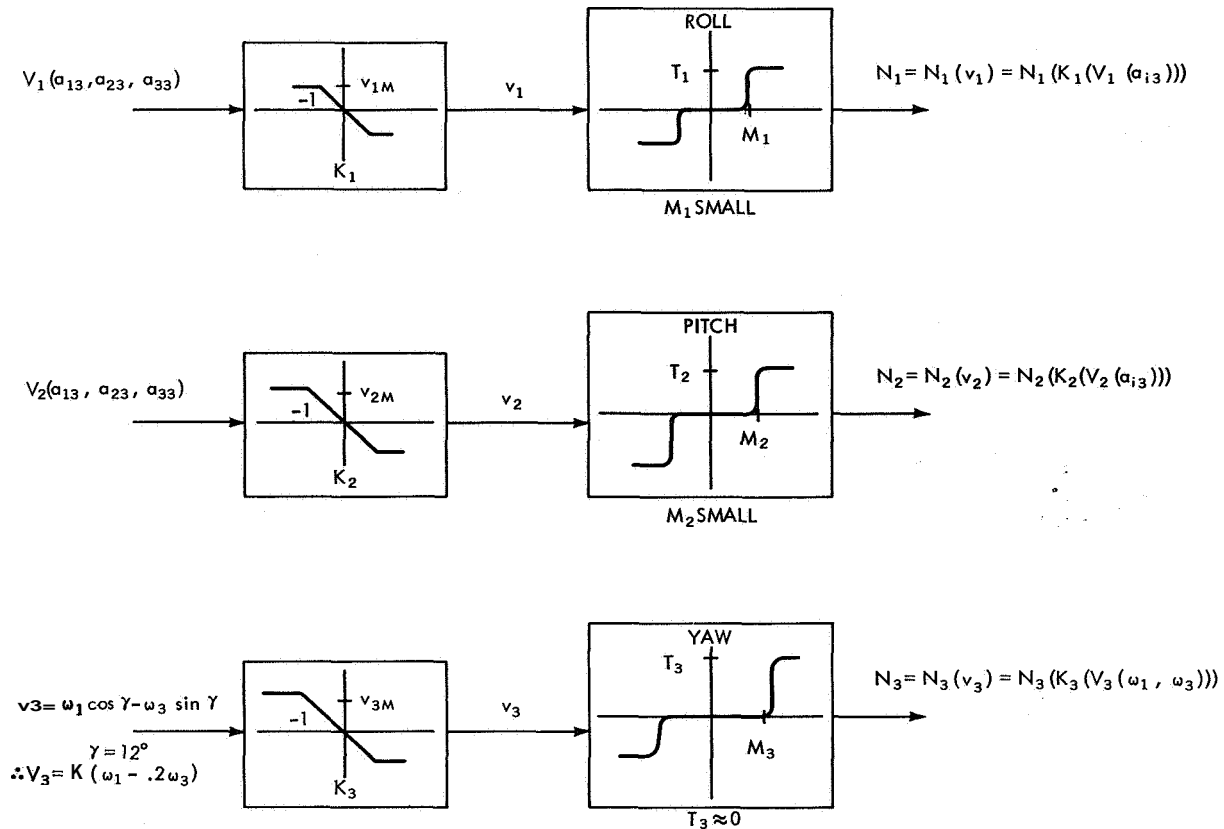 ROLL
V₁(a₁₃, a₂₃, a₃₃)
v₁M
-1
K₁
v₁
T₁
M₁
N₁ = N₁(v₁) = N₁(K₁(V₁(aᵢ₃)))
M₁ SMALL
PITCH
V₂(a₁₃, a₂₃, a₃₃)
v₂M
-1
K₂
v₂
T₂
M₂
N₂ = N₂(v₂) = N₂(K₂(V₂(aᵢ₃)))
M₂ SMALL
YAW
v3 = ω₁ cos γ-ω₃ sin γ
γ = 12°
∴V₃ = K (ω₁ - .2ω₃)
v₃M
-1
K₃
v₃
T₃
M₃
N₃ = N₃(v₃) = N₃(K₃(V₃(ω₁, ω₃)))
T₃ ≈ 0